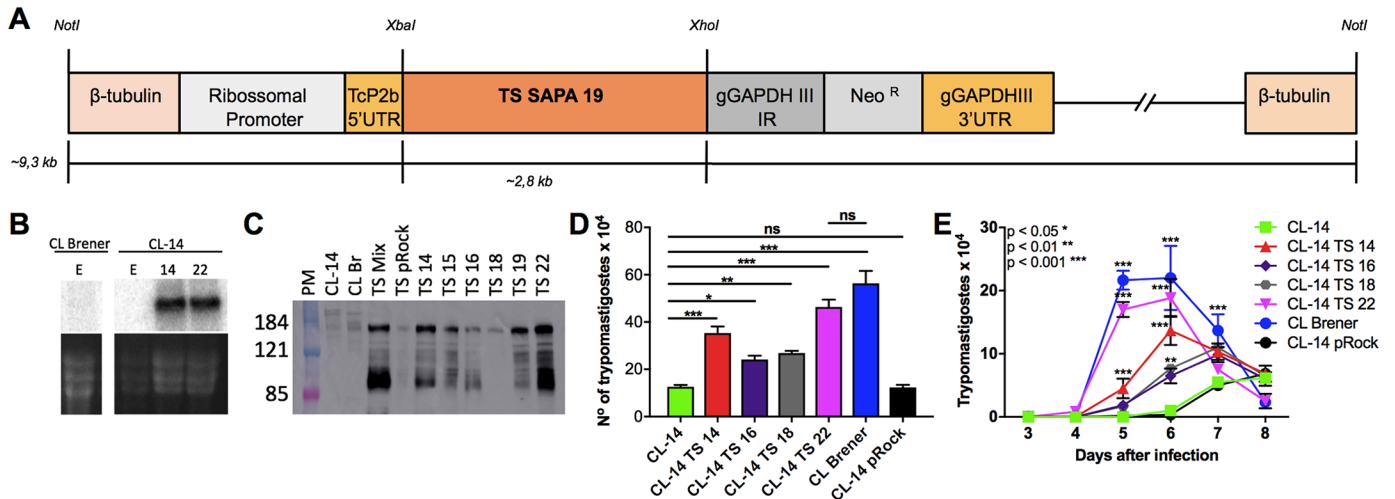 A
NotI
XbaI
XhoI
NotI
β-tubulin
Ribossomal
Promoter
TcP2b
5’UTR
TS SAPA 19
gGAPDH III
IR
Neo R
gGAPDHIII
3’UTR
β-tubulin
~9,3 kb
~2,8 kb
B
CL Brener
CL-14
E
E
14
22
C
PM
CL-14
CL Br
TS Mix
TS pRock
TS 14
TS 15
TS 16
TS 18
TS 19
TS 22
184
121
85
D
Nº of trypomastigostes x 10⁴
80
60
40
20
0
ns
ns
***
***
**
*
***
CL-14
CL-14 TS 14
CL-14 TS 16
CL-14 TS 18
CL-14 TS 22
CL Brener
CL-14 pRock
E
Trypomastigostes x 10⁴
30
20
10
0
p < 0.05 *
p < 0.01 **
p < 0.001 ***
***
***
***
***
***
***
***
**
3
4
5
6
7
8
Days after infection
CL-14
CL-14 TS 14
CL-14 TS 16
CL-14 TS 18
CL-14 TS 22
CL Brener
CL-14 pRock